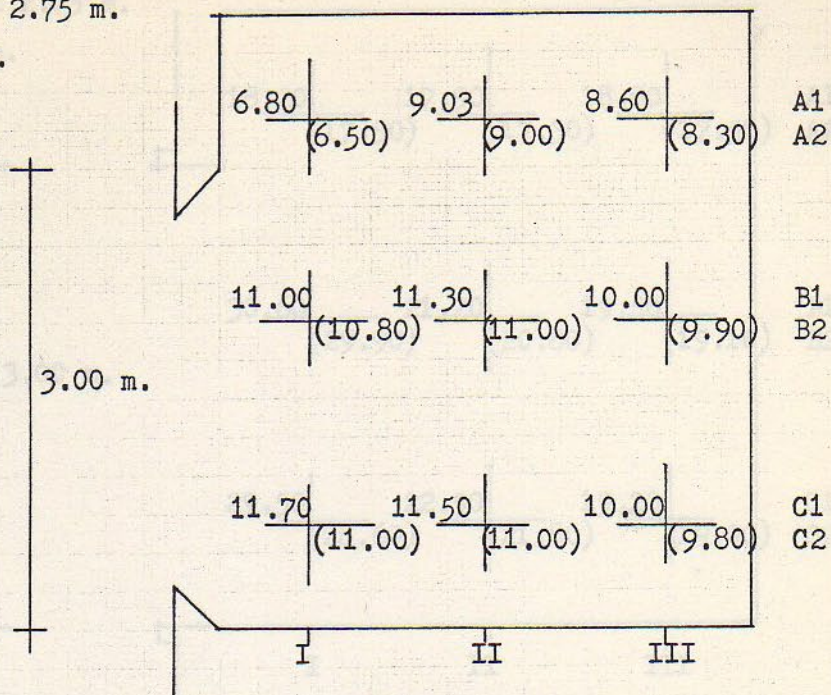 2.75 m.
6.80 9.03 8.60 A1
(6.50) (9.00) (8.30) A2
11.00 11.30 10.00 B1
(10.80) (11.00) (9.90) B2
3.00 m.
11.70 11.50 10.00 C1
(11.00) (11.00) (9.80) C2
I II III